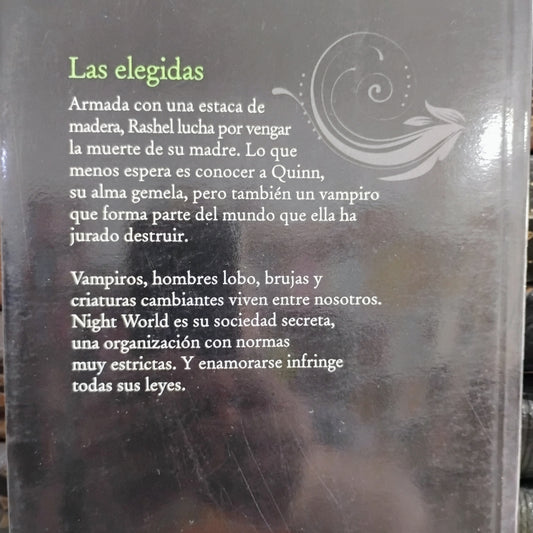 Las elegidas
Armada con una estaca de
madera, Rashel lucha por vengar
la muerte de su madre. Lo que
menos espera es conocer a Quinn,
su alma gemela, pero también un vampiro
que forma parte del mundo que ella ha
jurado destruir.
Vampiros, hombres lobo, brujas y
criaturas cambiantes viven entre nosotros.
Night World es su sociedad secreta,
una organización con normas
muy estrictas. Y enamorarse infringe
todas sus leyes.